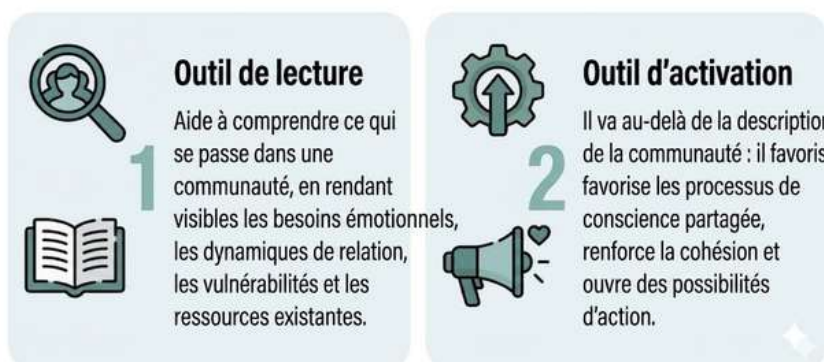 Outil de lecture
1
Aide à comprendre ce qui
se passe dans une
communauté, en rendant
visibles les besoins émotionnels,
les dynamiques de relation,
les vulnérabilités et les
ressources existantes.
Outil d'activation
2
Il va au-delà de la description
de la communauté : il favoris
favorise les processus de
conscience partagée,
renforce la cohésion et
ouvre des possibilités
d'action.